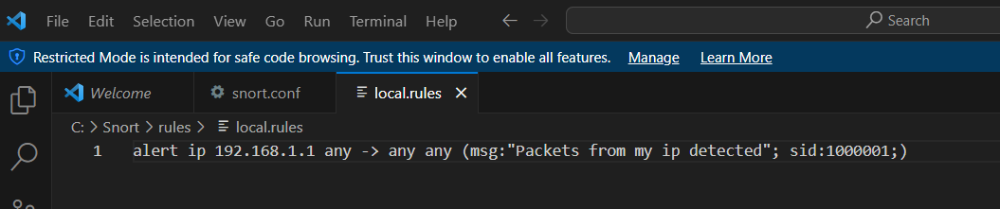 File Edit Selection View Go Run Terminal Help ← → Search
Restricted Mode is intended for safe code browsing. Trust this window to enable all features. Manage Learn More
Welcome snort.conf local.rules ×
C: > Snort > rules > local.rules
1 alert ip 192.168.1.1 any -> any any (msg:"Packets from my ip detected"; sid:1000001;)